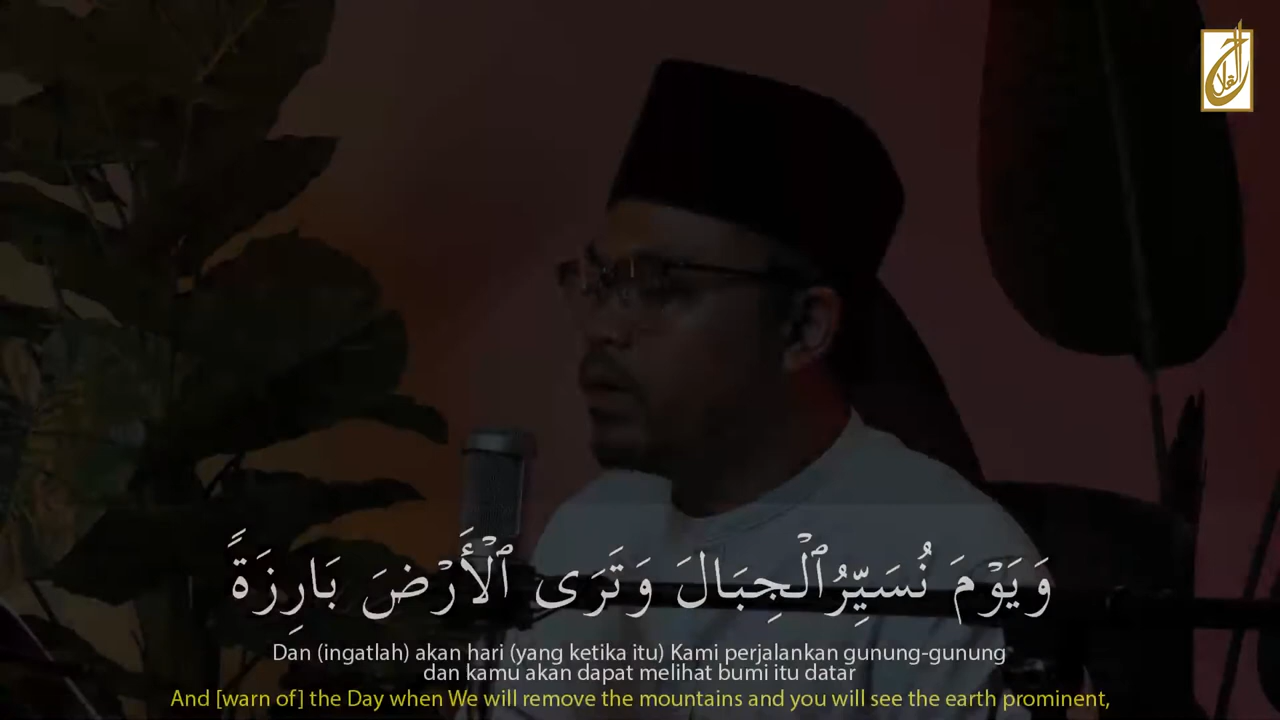 وَيَوْمَ نُسَيِّرُ ٱلْجِبَالَ وَتَرَى ٱلْأَرْضَ بَارِزَةً
Dan (ingatlah) akan hari (yang ketika itu) Kami perjalankan gunung-gunung
dan kamu akan dapat melihat bumi itu datar
And [warn of] the Day when We will remove the mountains and you will see the earth prominent,